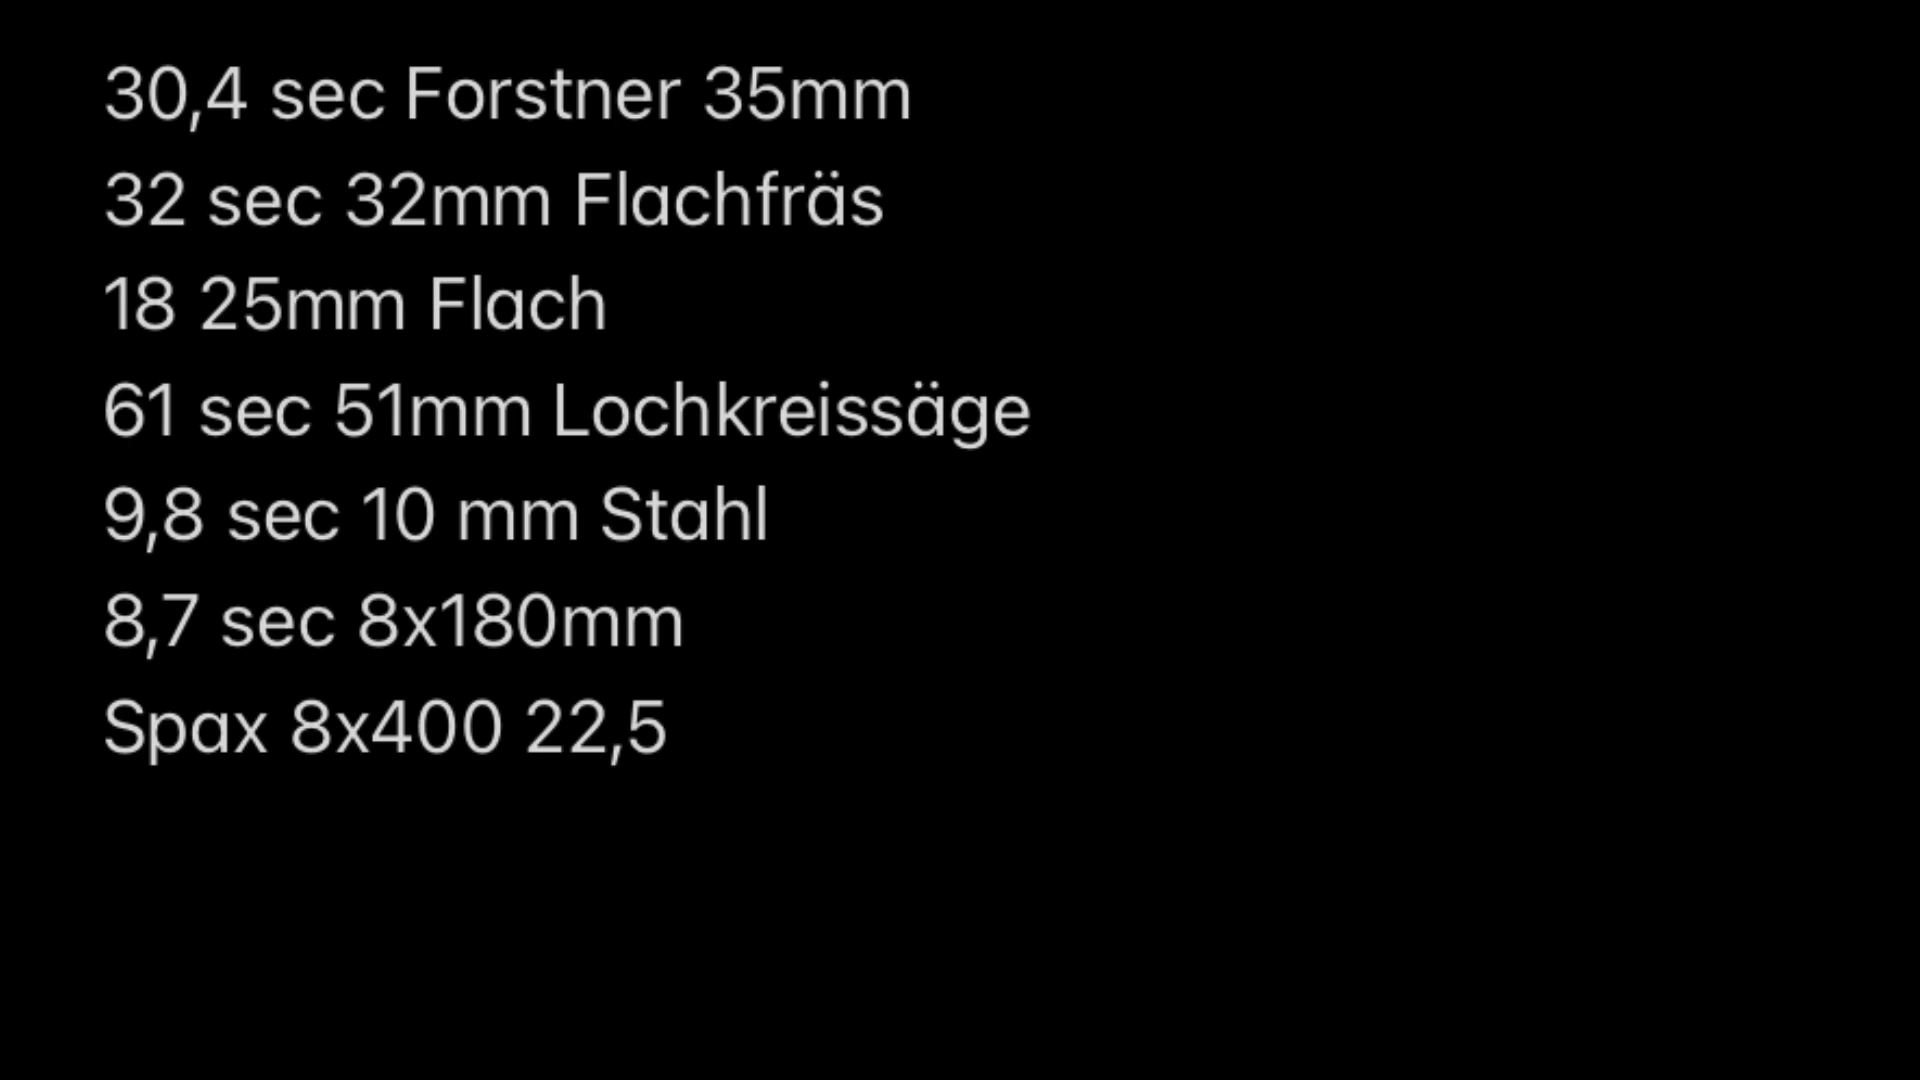 30,4 sec Forstner 35mm
32 sec 32mm Flachfräs
18 25mm Flach
61 sec 51mm Lochkreissäge
9,8 sec 10 mm Stahl
8,7 sec 8x180mm
Spax 8x400 22,5